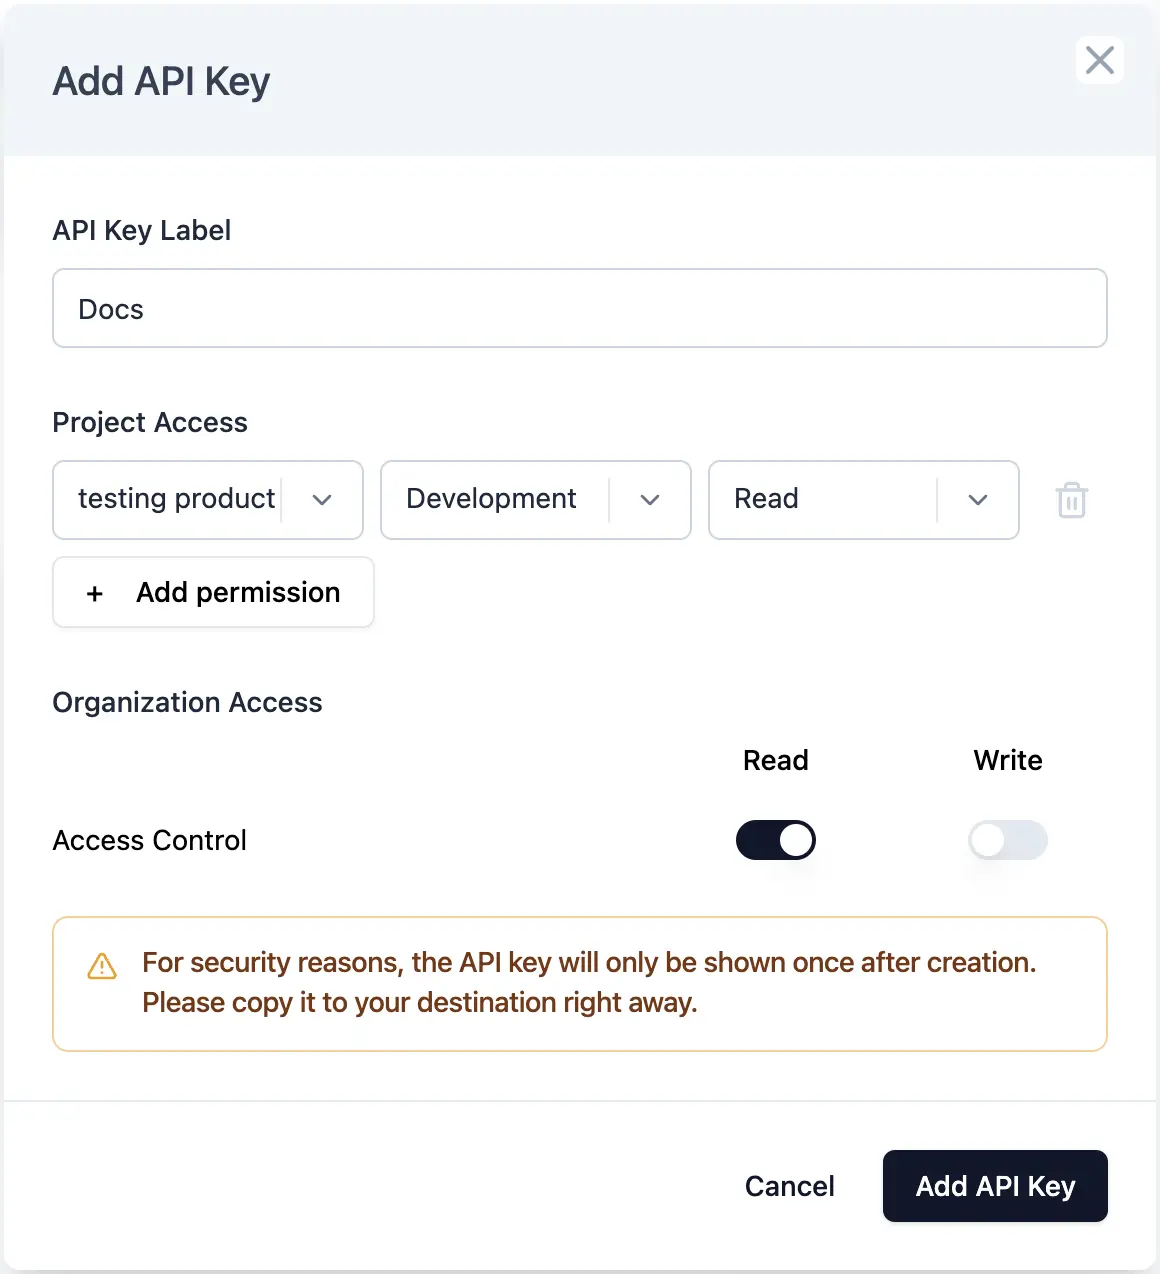 Add API Key
API Key Label
Docs
Project Access
testing product Development Read
+ Add permission
Organization Access
Read Write
Access Control
For security reasons, the API key will only be shown once after creation.
Please copy it to your destination right away.
Cancel Add API Key